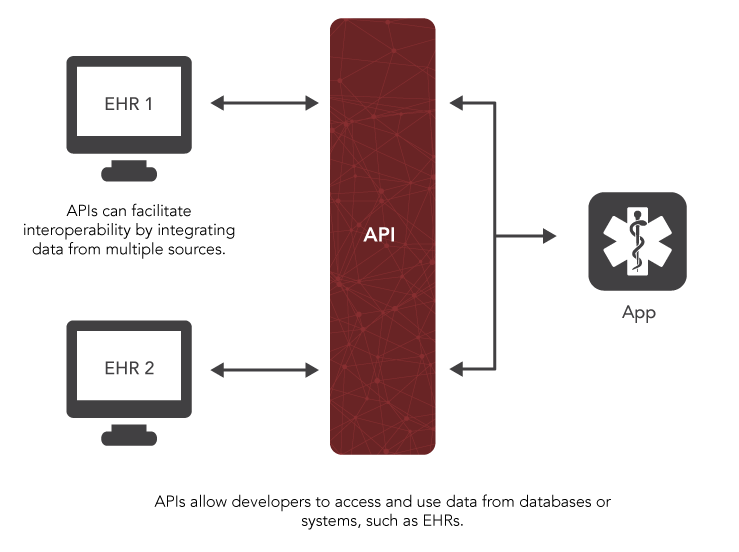 EHR 1
APIs can facilitate
interoperability by integrating
data from multiple sources.
API
App
EHR 2
APIs allow developers to access and use data from databases or
systems, such as EHRs.